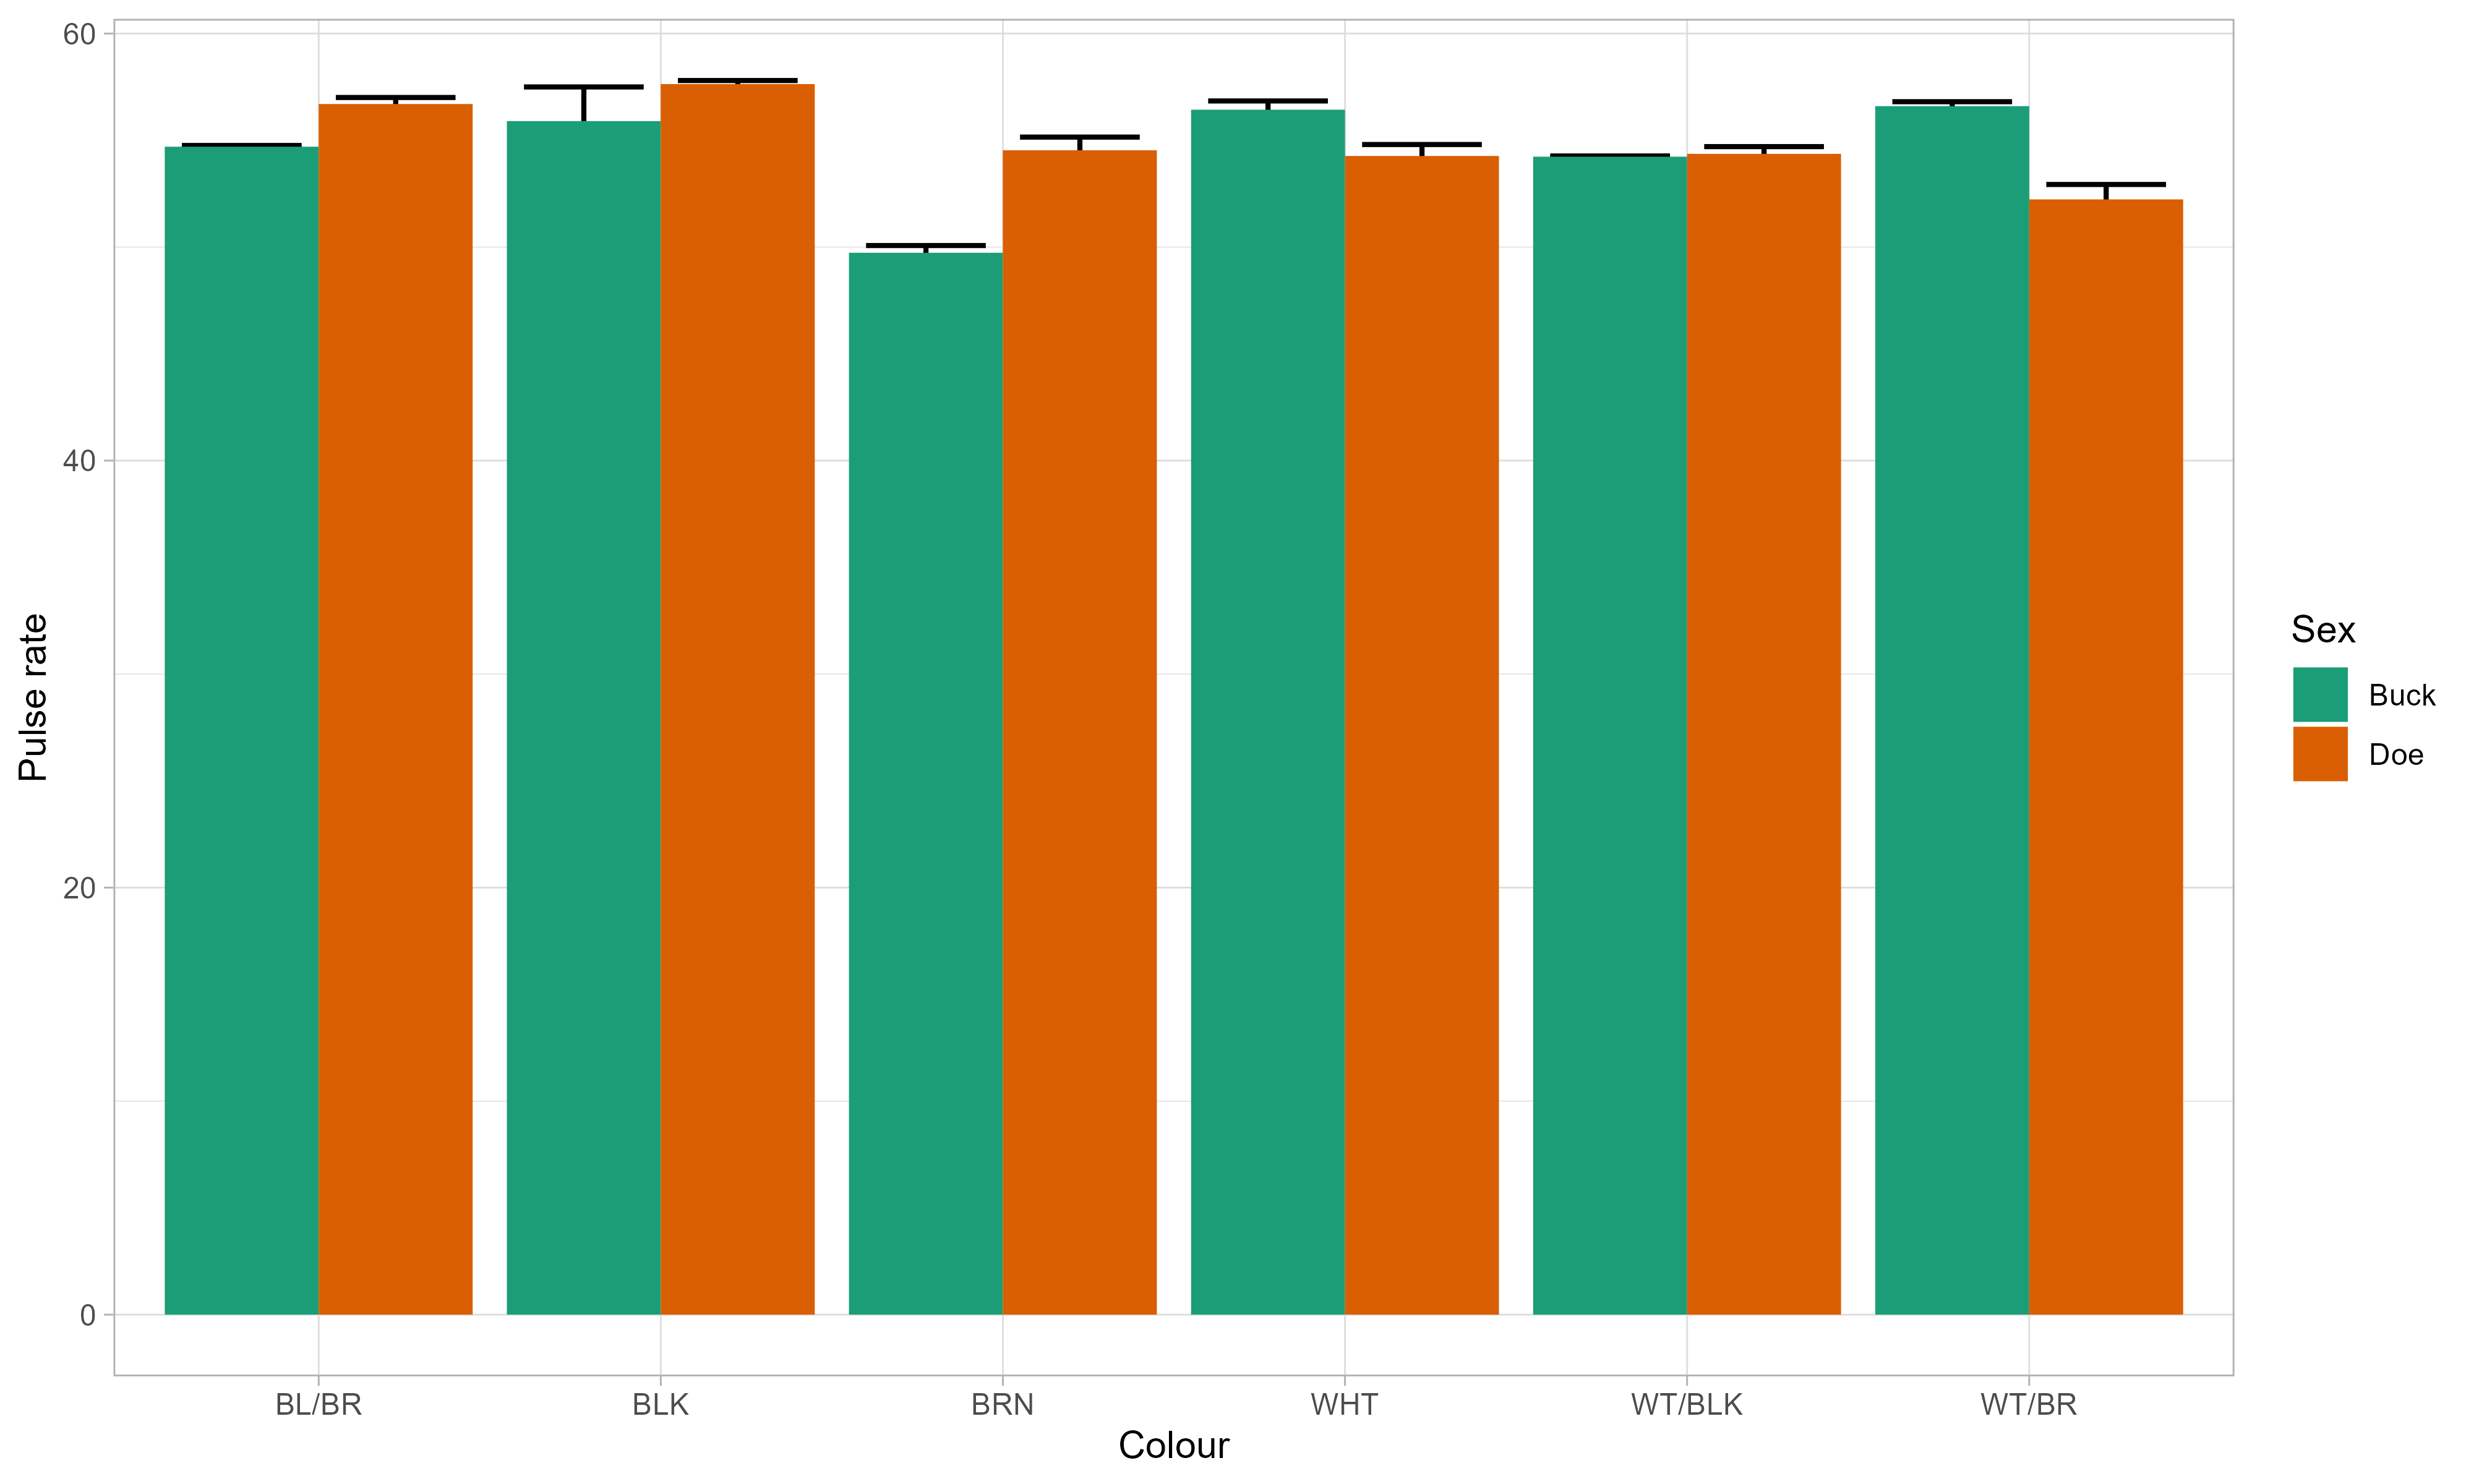 60
40
20
0
Pulse rate
BL/BR
BLK
BRN
WHT
WT/BLK
WT/BR
Colour
Sex
Buck
Doe